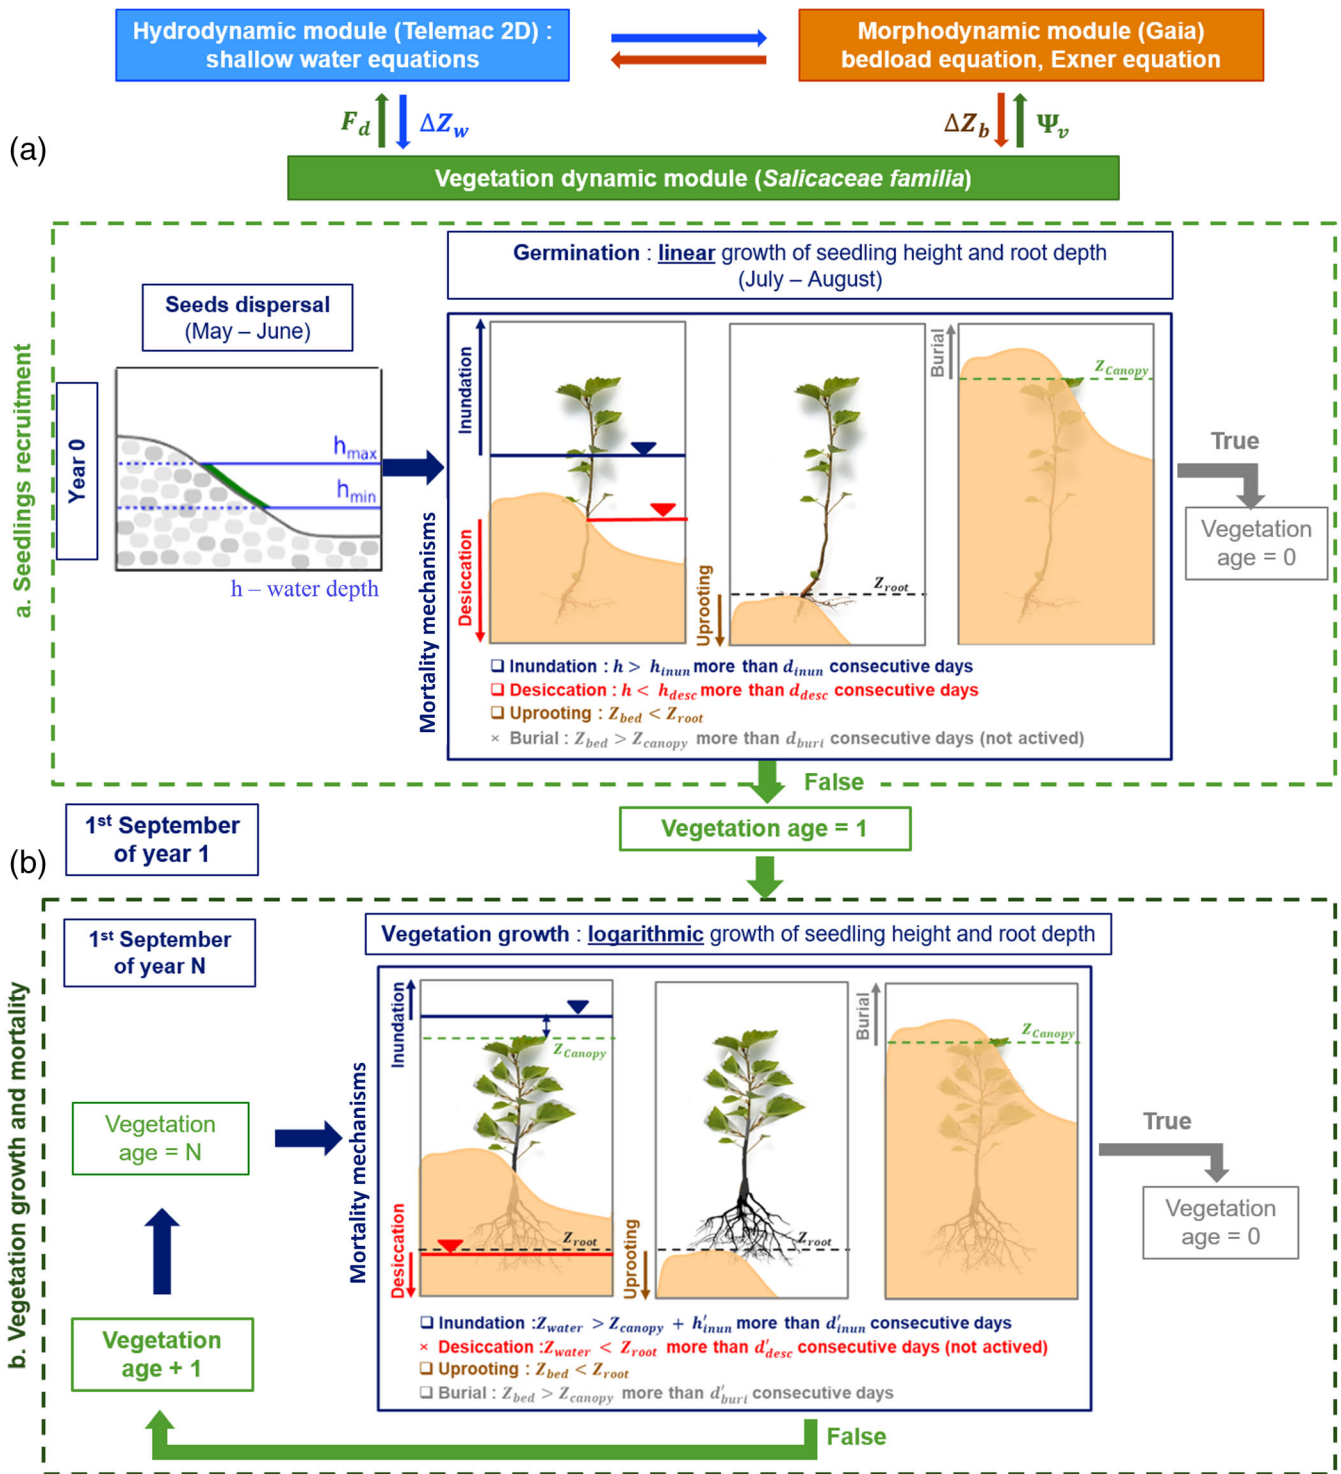 Hydrodynamic module (Telemac 2D) :
shallow water equations
Morphodynamic module (Gaia)
bedload equation, Exner equation
F_d
ΔZ_w
ΔZ_b
Ψ_v
(a)
Vegetation dynamic module (Salicaceae familia)
a. Seedlings recruitment
Germination : linear growth of seedling height and root depth
(July – August)
Seeds dispersal
(May – June)
Year 0
h_max
h_min
h – water depth
Mortality mechanisms
Inundation
Desiccation
Uprooting
Z_root
Burial
Z_Canopy
True
Vegetation
age = 0
❑ Inundation : h > h_inun more than d_inun consecutive days
❑ Desiccation : h < h_desc more than d_desc consecutive days
❑ Uprooting : Z_bed < Z_root
× Burial : Z_bed > Z_canopy more than d_buri consecutive days (not actived)
False
1st September
of year 1
Vegetation age = 1
(b)
b. Vegetation growth and mortality
1st September
of year N
Vegetation growth : logarithmic growth of seedling height and root depth
Vegetation
age = N
Vegetation
age + 1
Mortality mechanisms
Inundation
Z_Canopy
Desiccation
Z_root
Uprooting
Z_root
Burial
Z_Canopy
True
Vegetation
age = 0
❑ Inundation :Z_water > Z_canopy + h'_inun more than d'_inun consecutive days
× Desiccation :Z_water < Z_root more than d'_desc consecutive days (not actived)
❑ Uprooting : Z_bed < Z_root
❑ Burial : Z_bed > Z_canopy more than d'_buri consecutive days
False